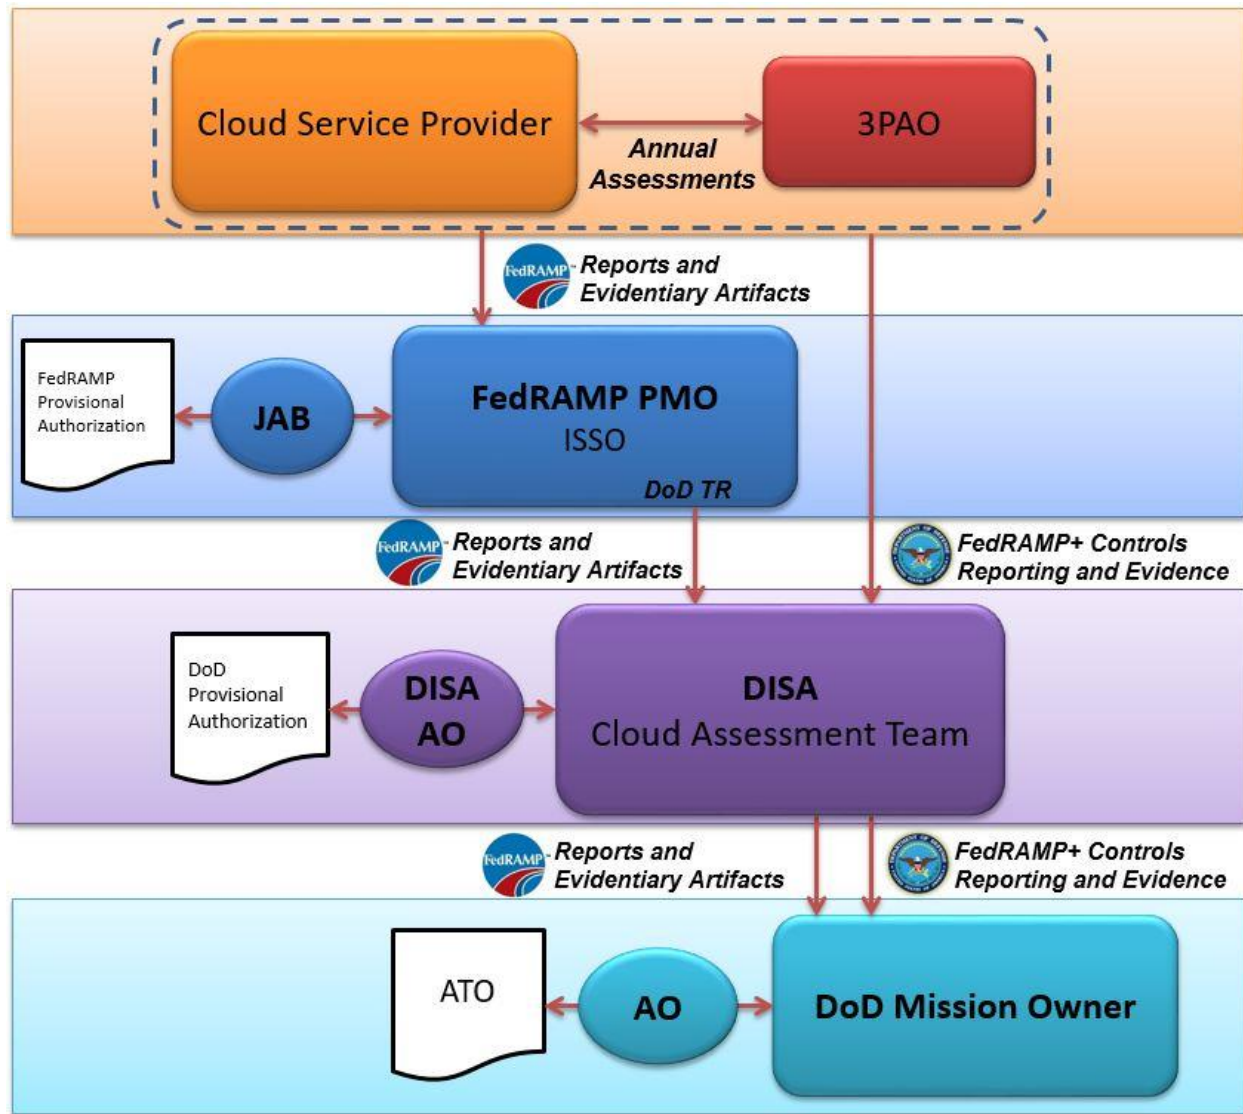 Cloud Service Provider
3PAO
Annual
Assessments
FedRAMP
Reports and
Evidentiary Artifacts
FedRAMP
Provisional
Authorization
JAB
FedRAMP PMO
ISSO
DoD TR
FedRAMP
Reports and
Evidentiary Artifacts
FedRAMP+ Controls
Reporting and Evidence
DoD
Provisional
Authorization
DISA
AO
DISA
Cloud Assessment Team
FedRAMP
Reports and
Evidentiary Artifacts
FedRAMP+ Controls
Reporting and Evidence
ATO
AO
DoD Mission Owner